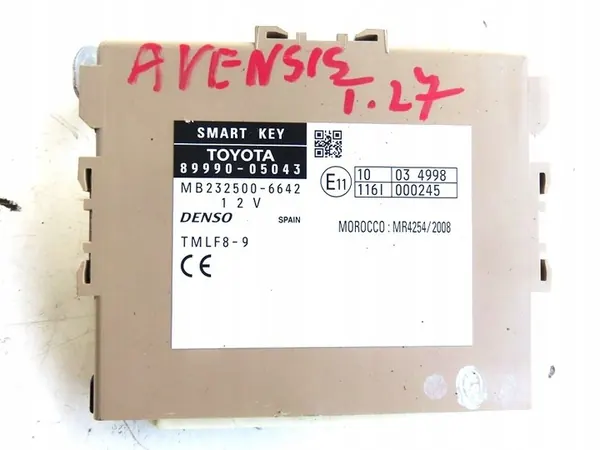 AVENSIS
T.27
SMART KEY
TOYOTA
89990-05043
MB232500-6642
12V
DENSO SPAIN
TMLF8-9
CE
E11
10 03 4998
116I 000245
MOROCCO : MR4254/2008